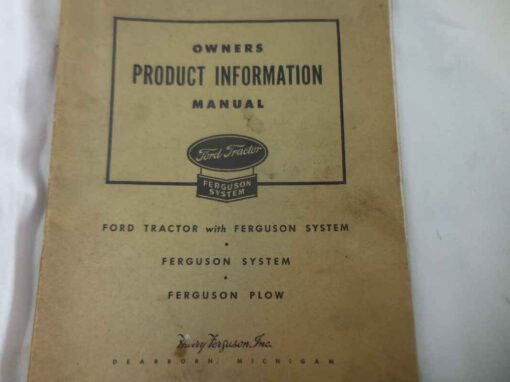 OWNERS
PRODUCT INFORMATION
MANUAL
Ford Tractor
FERGUSON
SYSTEM
FORD TRACTOR with FERGUSON SYSTEM
•
FERGUSON SYSTEM
•
FERGUSON PLOW
Harry Ferguson, Inc.
DEARBORN, MICHIGAN